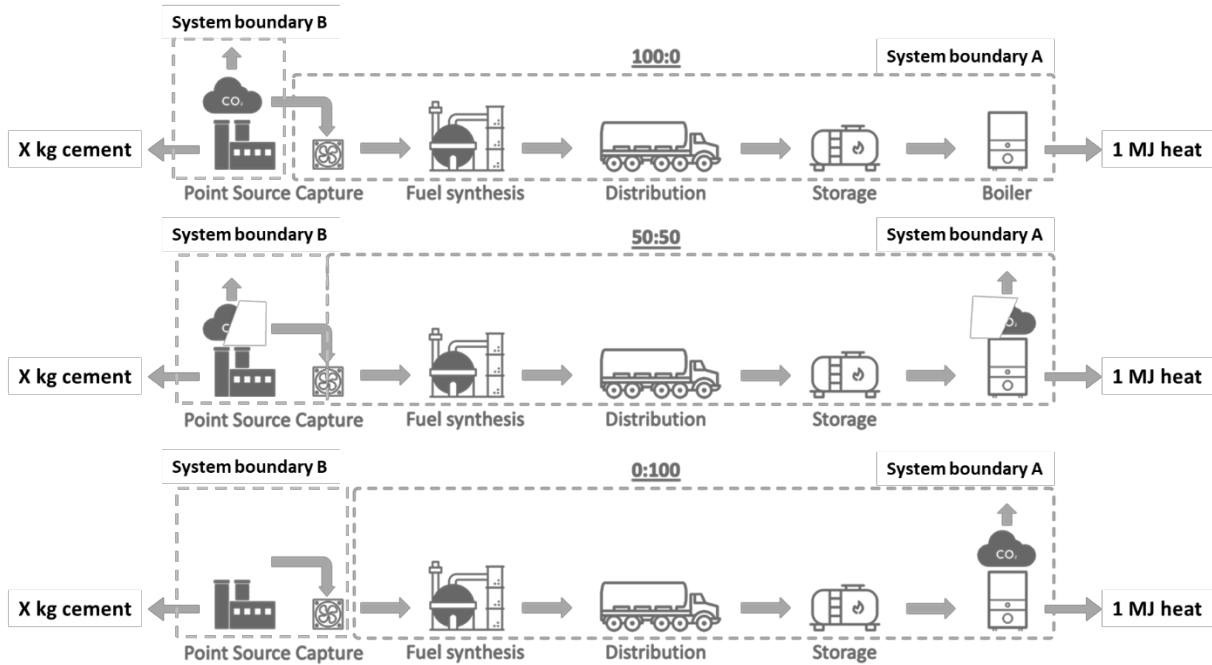 System boundary B
100:0
System boundary A
CO₂
X kg cement
1 MJ heat
Point Source Capture
Fuel synthesis
Distribution
Storage
Boiler
System boundary B
50:50
System boundary A
X kg cement
1 MJ heat
Point Source Capture
Fuel synthesis
Distribution
Storage
System boundary B
0:100
System boundary A
CO₂
X kg cement
1 MJ heat
Point Source Capture
Fuel synthesis
Distribution
Storage